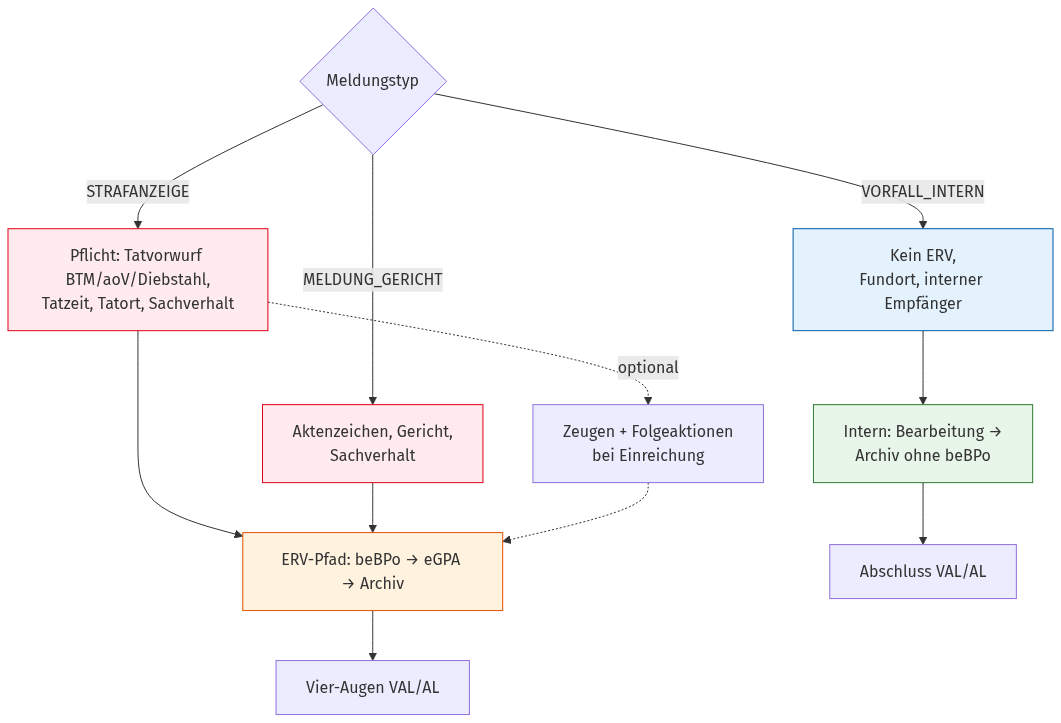 Meldungstyp
STRAFANZEIGE
VORFALL_INTERN
Pflicht: Tatvorwurf
BTM/aoV/Diebstahl,
Tatzeit, Tatort, Sachverhalt
MELDUNG_GERICHT
Kein ERV,
Fundort, interner
Empfänger
optional
Aktenzeichen, Gericht,
Sachverhalt
Zeugen + Folgeaktionen
bei Einreichung
Intern: Bearbeitung →
Archiv ohne beBPo
ERV-Pfad: beBPo → eGPA
→ Archiv
Abschluss VAL/AL
Vier-Augen VAL/AL